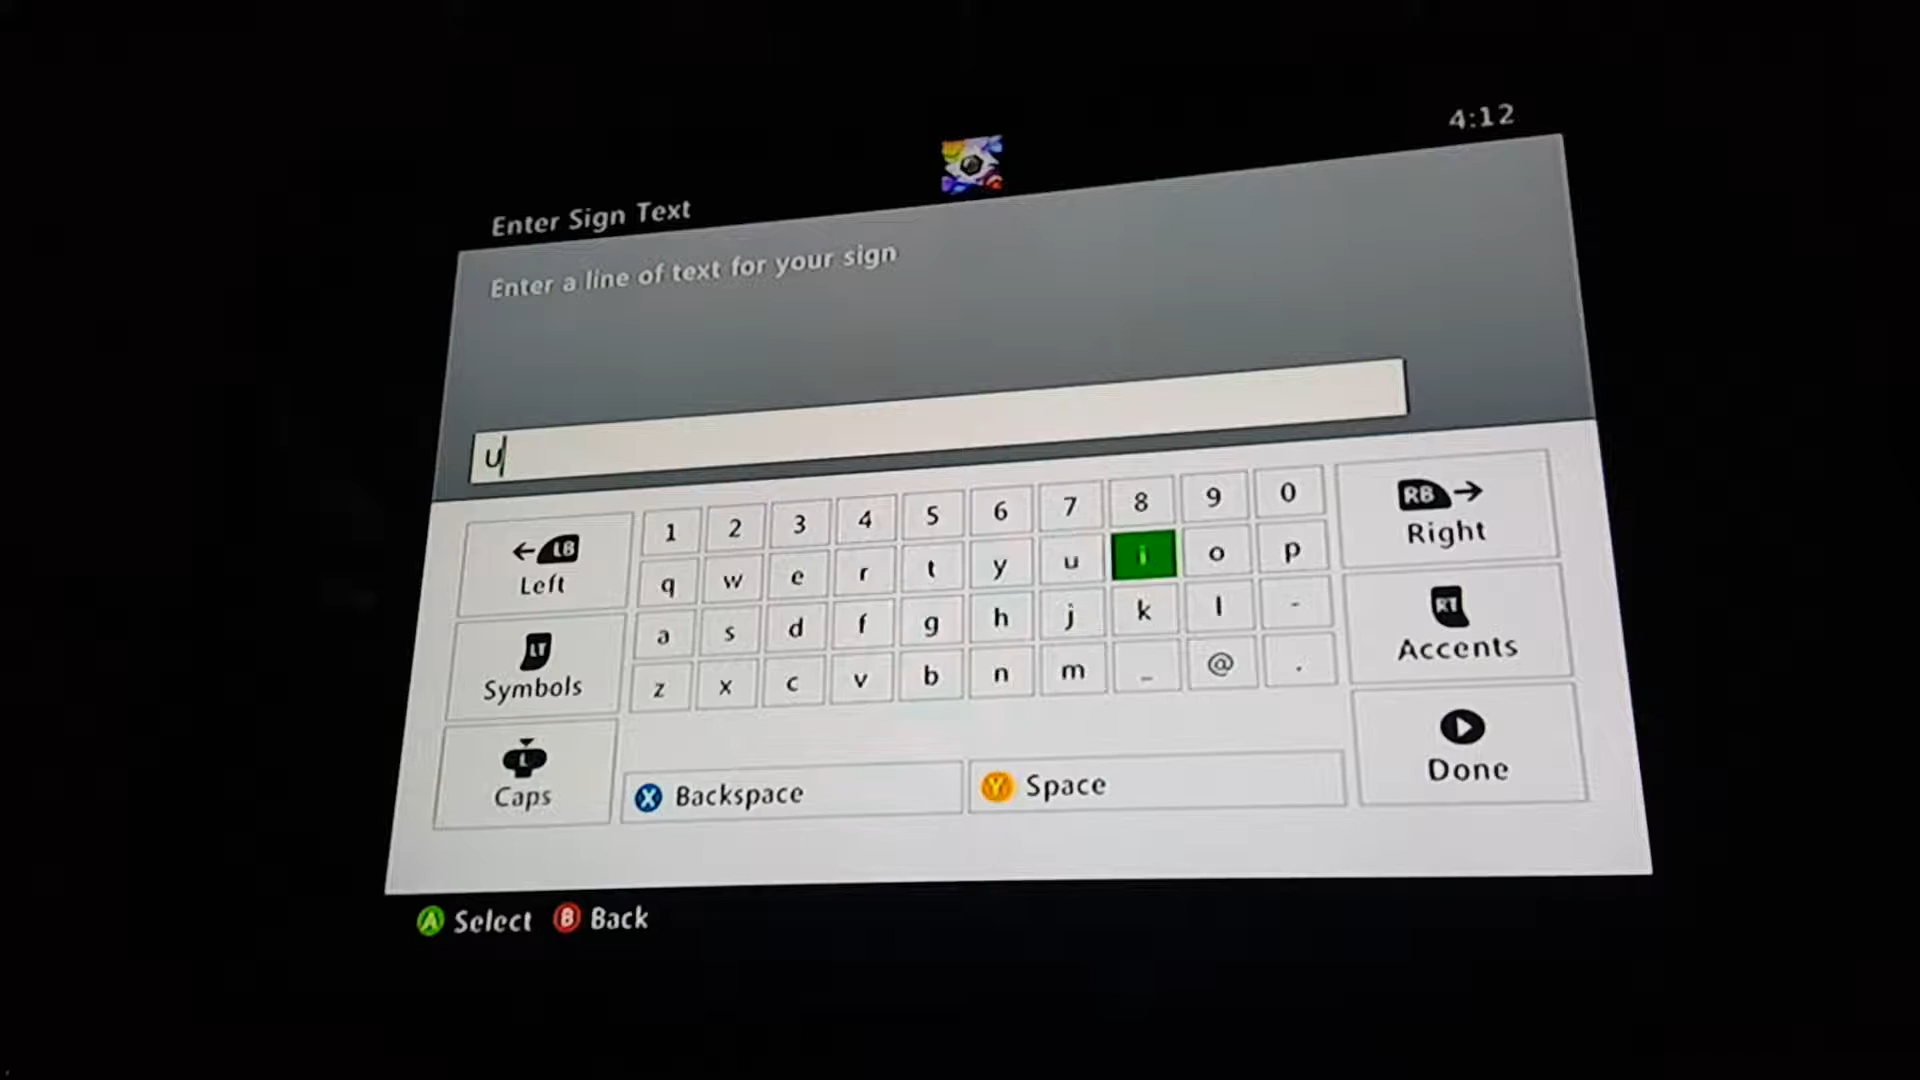 4:12
Enter Sign Text
Enter a line of text for your sign
U
1 2 3 4 5 6 7 8 9 0
q w e r t y u i o p
a s d f g h j k l -
z x c v b n m _ @ .
LB
Left
LT
Symbols
L
Caps
X Backspace
Y Space
RB
Right
RT
Accents
Done
A Select B Back